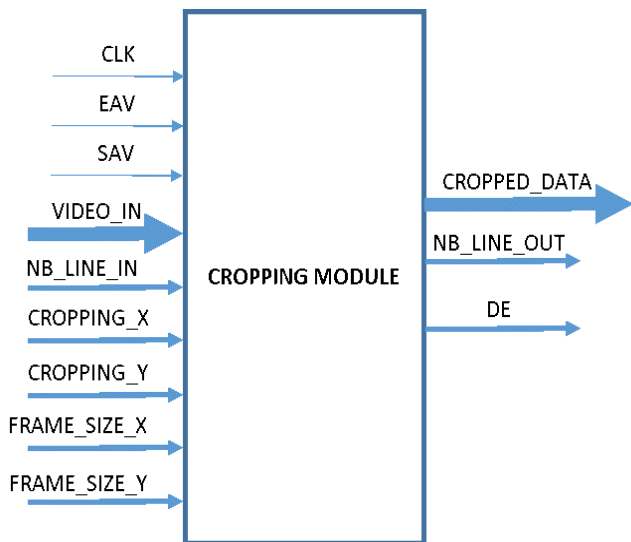 CLK
EAV
SAV
VIDEO_IN
NB_LINE_IN
CROPPING_X
CROPPING_Y
FRAME_SIZE_X
FRAME_SIZE_Y
CROPPING MODULE
CROPPED_DATA
NB_LINE_OUT
DE